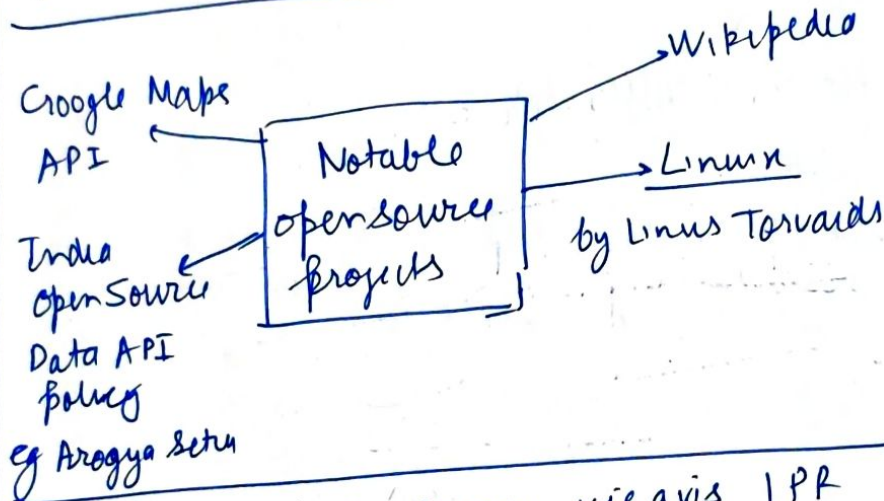 Google Maps
API
India
OpenSource
Data API
policy
eg Arogya Setu
Notable
opensource
projects
Wikipedia
Linux
by Linus Torvalds
IPR